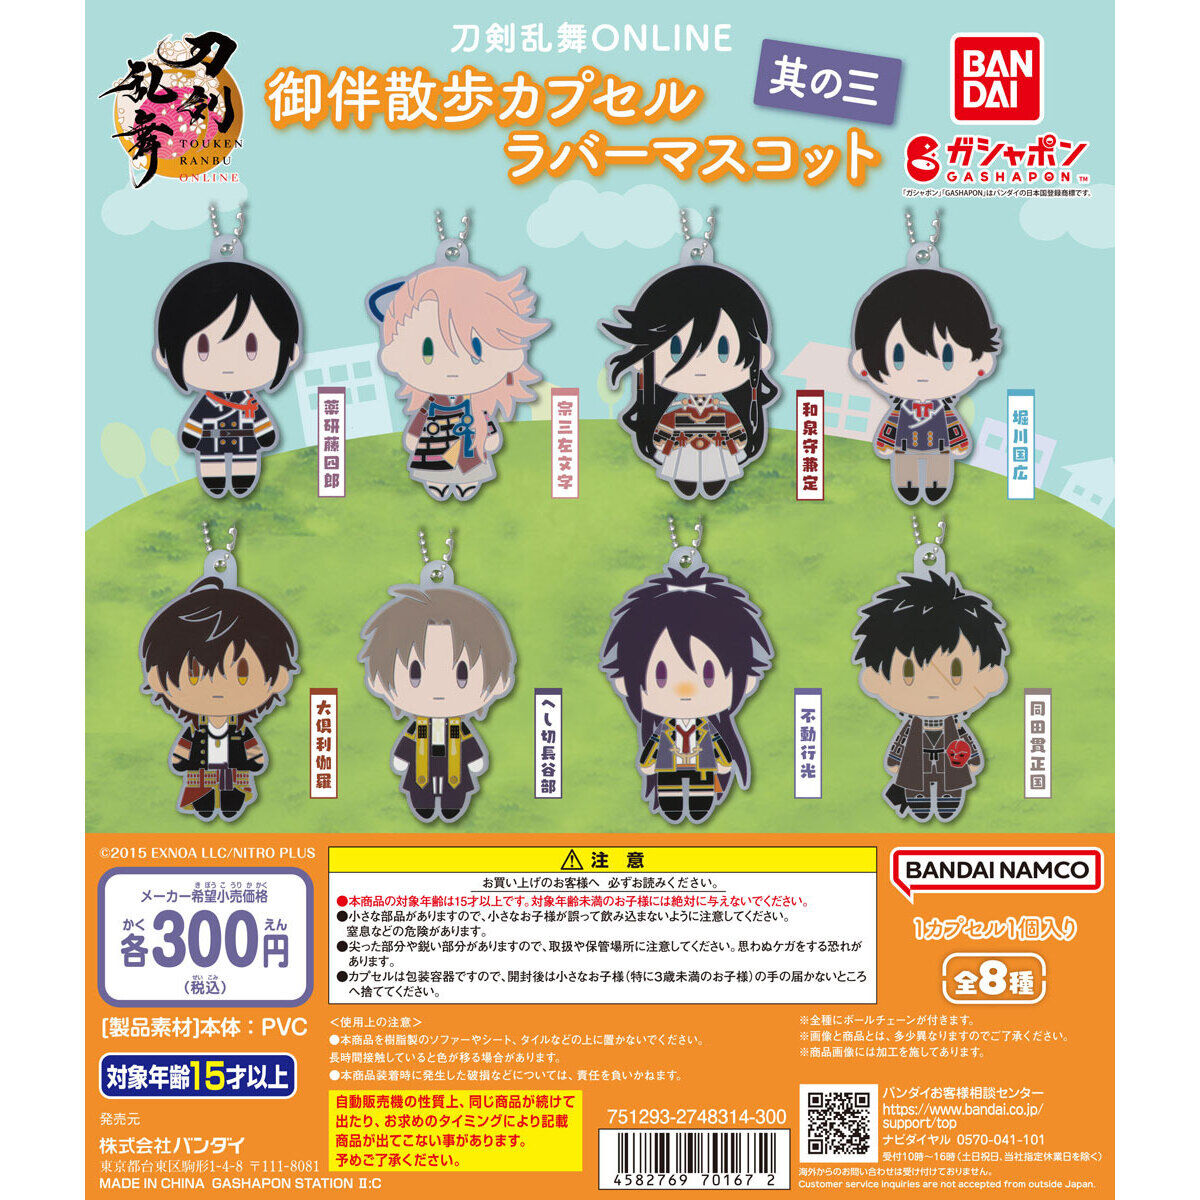 刀剣乱舞
TOUKEN
RANBU
ONLINE
刀剣乱舞ONLINE
御伴散歩カプセル
ラバーマスコット
其の三
BAN
DAI
ガシャポン
GASHAPON™
「ガシャポン」「GASHAPON」はバンダイの日本国登録商標です。
薬研藤四郎
宗三左文字
和泉守兼定
堀川国広
大倶利伽羅
へし切長谷部
不動行光
同田貫正国
©2015 EXNOA LLC/NITRO PLUS
メーカー希望小売価格
きぼうこうりかかく
各300円
かく
えん
(税込)
ぜいこみ
[製品素材]本体：PVC
対象年齢15才以上
発売元
株式会社バンダイ
東京都台東区駒形1-4-8 〒111-8081
MADE IN CHINA GASHAPON STATION II:C
⚠注意
お買い上げのお客様へ 必ずお読みください。
●本商品の対象年齢は15才以上です。対象年齢未満のお子様には絶対に与えないでください。
●小さな部品がありますので、小さなお子様が誤って飲み込まないように注意してください。
窒息などの危険があります。
●尖った部分や鋭い部分がありますので、取扱や保管場所に注意してください。思わぬケガをする恐れが
あります。
●カプセルは包装容器ですので、開封後は小さなお子様(特に3歳未満のお子様)の手の届かないところ
へ捨ててください。
＜使用上の注意＞
●本商品を樹脂製のソファーやシート、タイルなどの上に置かないでください。
長時間接触していると色が移る場合があります。
●本商品装着時に発生した破損などについては、責任を負いかねます。
自動販売機の性質上、同じ商品が続けて
出たり、お求めのタイミングにより記載
商品が出てこない事があります。
予めご了承ください。
751293-2748314-300
4582769 70167 2
BANDAI NAMCO
1カプセル1個入り
全8種
※全種にボールチェーンが付きます。
※画像と商品とは、多少異なりますのでご了承ください。
※商品画像には加工を施してあります。
バンダイお客様相談センター
https://www.bandai.co.jp/
support/top
ナビダイヤル 0570-041-101
受付10時〜16時(土日祝日、当社指定休業日を除く)
海外からのお問い合わせは受け付けておりません。
Customer service inquiries are not accepted from outside Japan.